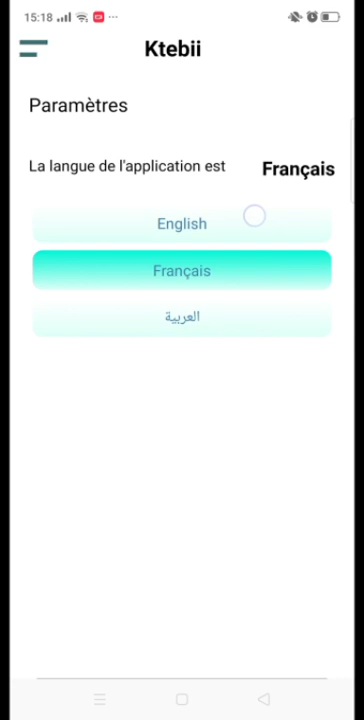 15:18
Ktebii
Paramètres
La langue de l'application est Français
English
Français
العربية